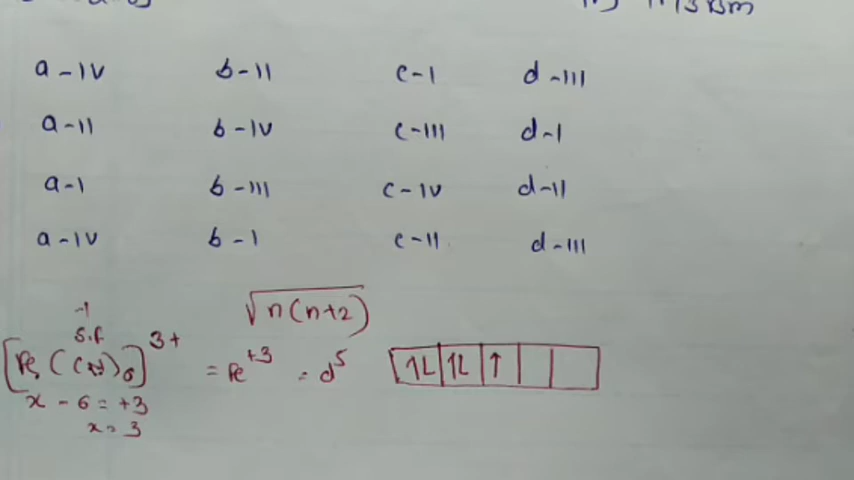 a - IV b - II c - I d - III
a - II b - IV c - III d - I
a - I b - III c - IV d - II
a - IV b - I c - II d - III
√n(n+2)
-1
S.F
[Fe (CN)6]3+ = Fe+3 = d5 ↑↓ ↑↓ ↑
x - 6 = +3
x = 3